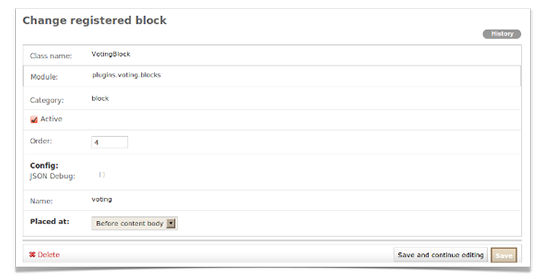 Change registered block
History
Class name: VotingBlock
Module: plugins.voting.blocks
Category: block
Active
Order: 4
Config:
JSON Debug: {}
Name: voting
Placed at: Before content body
Delete Save and continue editing Save